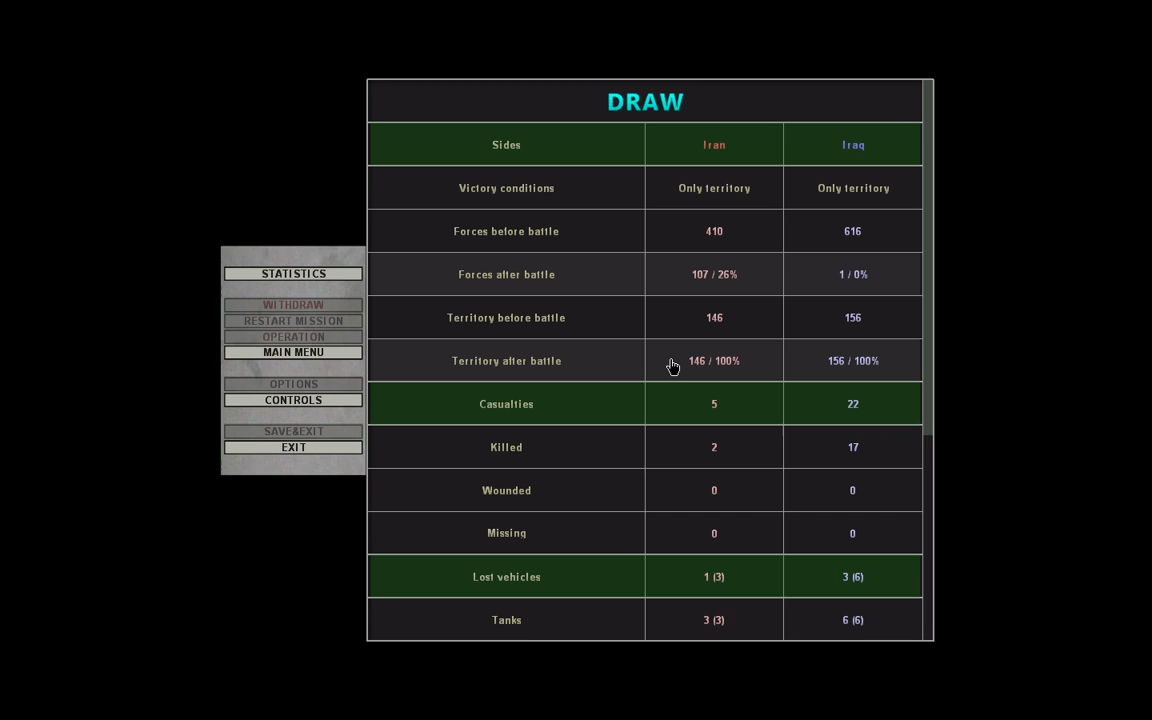 DRAW
Sides Iran Iraq
Victory conditions Only territory Only territory
Forces before battle 410 616
Forces after battle 107 / 26% 1 / 0%
Territory before battle 146 156
Territory after battle 146 / 100% 156 / 100%
Casualties 5 22
Killed 2 17
Wounded 0 0
Missing 0 0
Lost vehicles 1 (3) 3 (6)
Tanks 3 (3) 6 (6)
STATISTICS
WITHDRAW
RESTART MISSION
OPERATION
MAIN MENU
OPTIONS
CONTROLS
SAVE&EXIT
EXIT